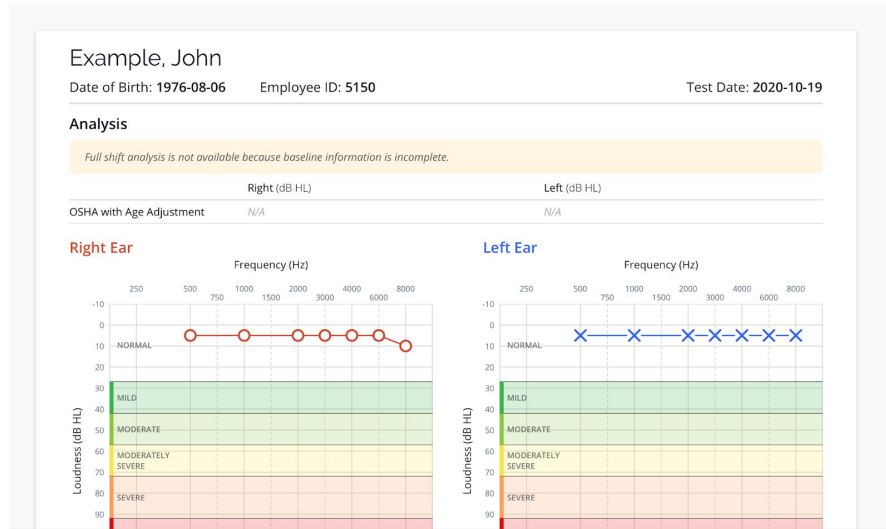 Example, John
Date of Birth: 1976-08-06 Employee ID: 5150 Test Date: 2020-10-19
Analysis
Full shift analysis is not available because baseline information is incomplete.
Right (dB HL) Left (dB HL)
OSHA with Age Adjustment N/A N/A
Right Ear Left Ear
Frequency (Hz) Frequency (Hz)
250 500 1000 2000 4000 8000 250 500 1000 2000 4000 8000
750 1500 3000 6000 750 1500 3000 6000
-10 -10
0 0
10 NORMAL 10 NORMAL
20 20
30 30
MILD MILD
40 40
50 MODERATE 50 MODERATE
60 MODERATELY 60 MODERATELY
SEVERE SEVERE
70 70
80 SEVERE 80 SEVERE
90 90
Loudness (dB HL) Loudness (dB HL)